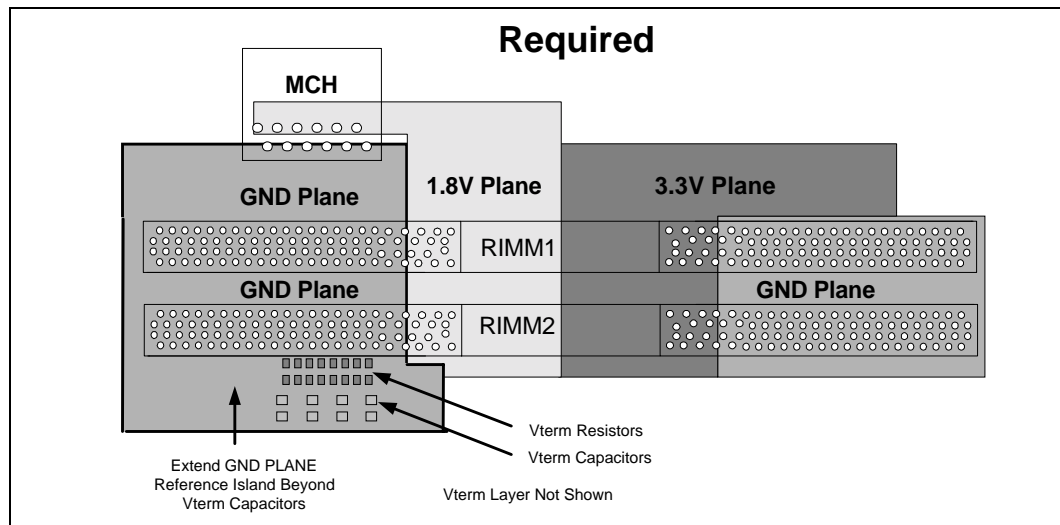 Required
MCH
GND Plane
1.8V Plane
3.3V Plane
RIMM1
GND Plane
GND Plane
RIMM2
Vterm Resistors
Vterm Capacitors
Extend GND PLANE
Reference Island Beyond
Vterm Capacitors
Vterm Layer Not Shown